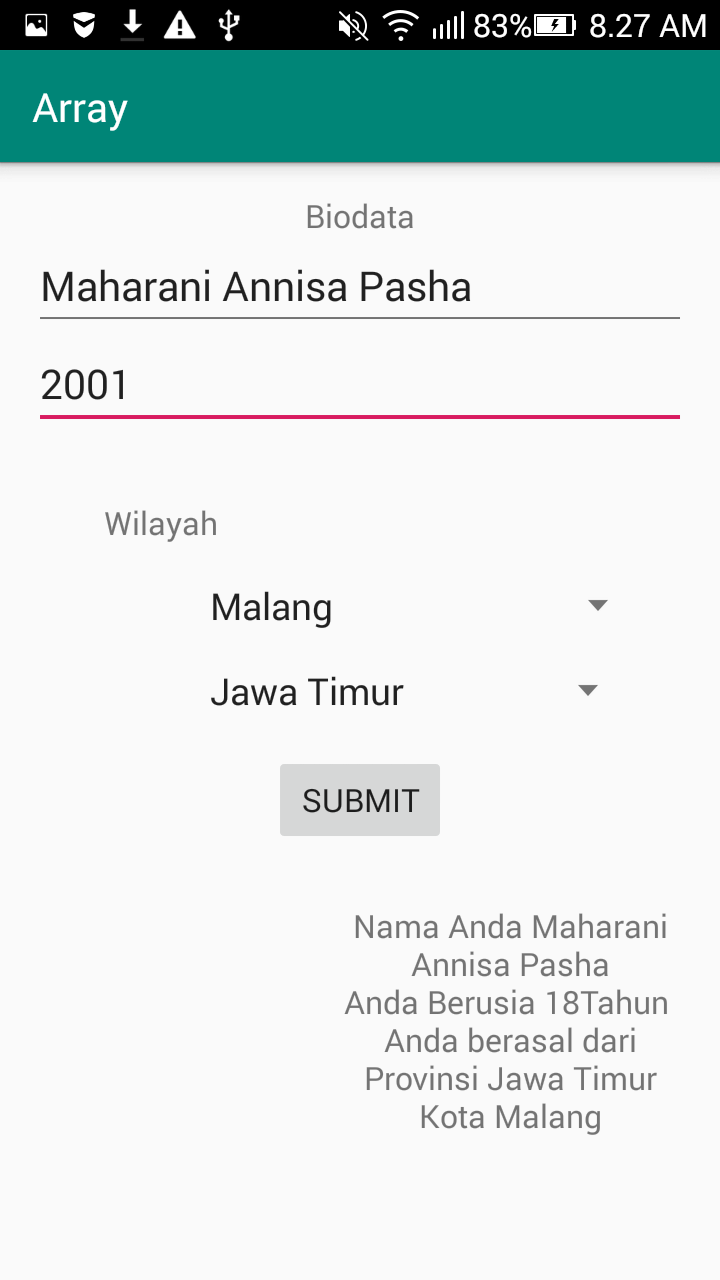 83% 8.27 AM
Array
Biodata
Maharani Annisa Pasha
2001
Wilayah
Malang
Jawa Timur
SUBMIT
Nama Anda Maharani
Annisa Pasha
Anda Berusia 18Tahun
Anda berasal dari
Provinsi Jawa Timur
Kota Malang